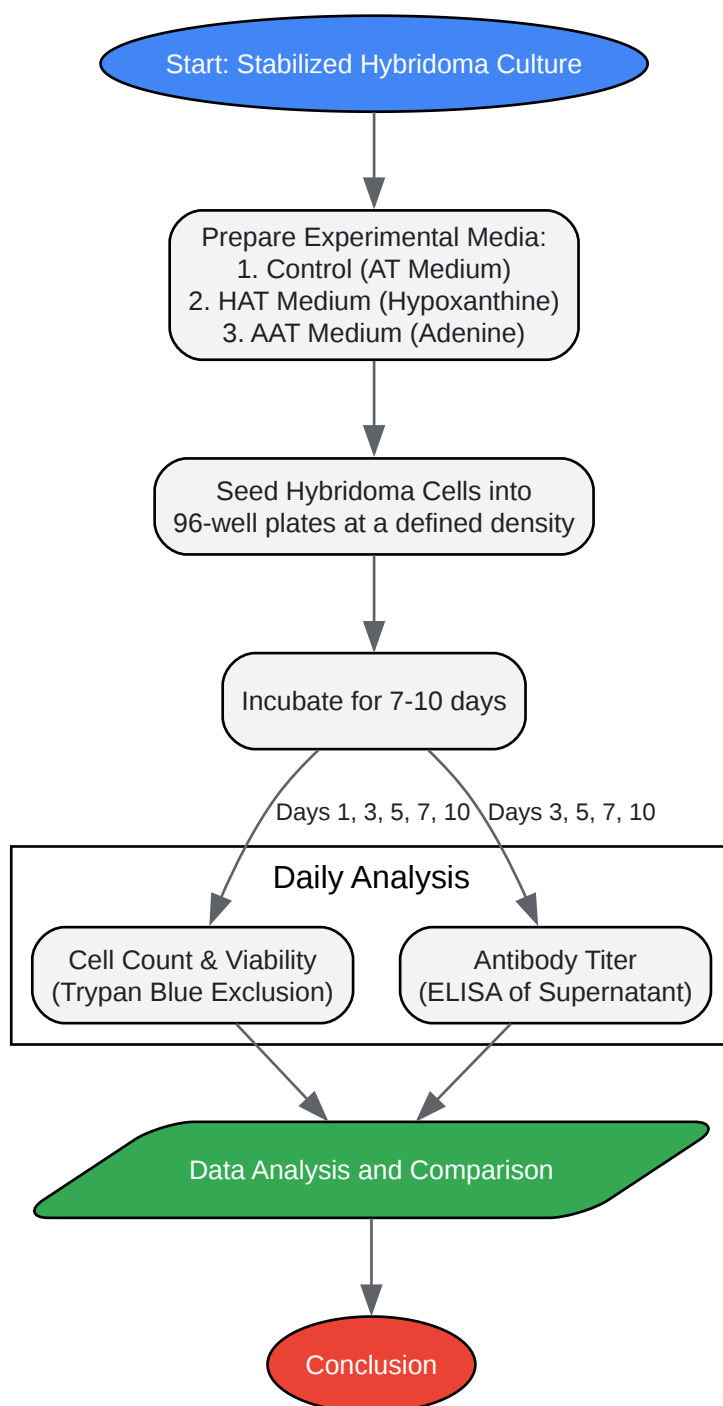 Start: Stabilized Hybridoma Culture
Prepare Experimental Media:
1. Control (AT Medium)
2. HAT Medium (Hypoxanthine)
3. AAT Medium (Adenine)
Seed Hybridoma Cells into
96-well plates at a defined density
Incubate for 7-10 days
Days 1, 3, 5, 7, 10
Days 3, 5, 7, 10
Daily Analysis
Cell Count & Viability
(Trypan Blue Exclusion)
Antibody Titer
(ELISA of Supernatant)
Data Analysis and Comparison
Conclusion